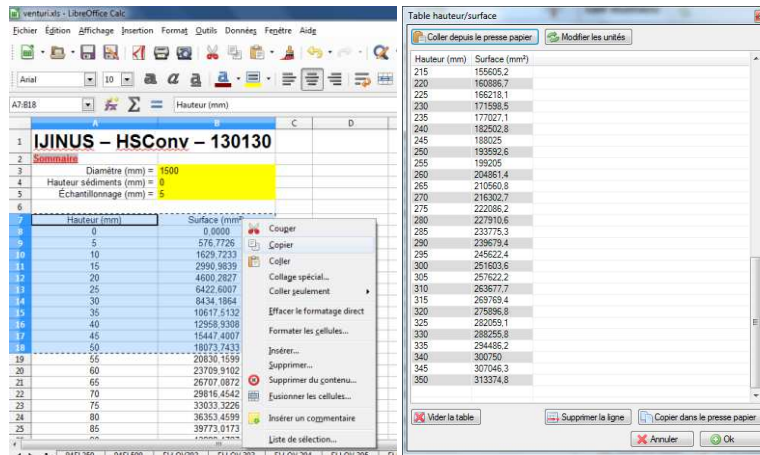 venturi.xls - LibreOffice Calc
Fichier Édition Affichage Insertion Format Outils Données Fenêtre Aide
Arial 10
A7:B18 Hauteur (mm)
A B C D
1 IJINUS – HSConv – 130130
2 Sommaire
3 Diamètre (mm) = 1500
4 Hauteur sédiments (mm) = 0
5 Échantillonnage (mm) = 5
6
7 Hauteur (mm) Surface (mm²
8 0 0,0000
9 5 576,7726
10 10 1629,7233
11 15 2990,9839
12 20 4600,2827
13 25 6422,6007
14 30 8434,1864
15 35 10617,5132
16 40 12958,9308
17 45 15447,4007
18 50 18073,7433
19 55 20830,1599
20 60 23709,9102
21 65 26707,0872
22 70 29816,4542
23 75 33033,3226
24 80 36353,4599
25 85 39773,0173
Couper
Copier
Coller
Collage spécial...
Coller seulement
Effacer le formatage direct
Formater les cellules...
Insérer...
Supprimer...
Supprimer du contenu...
Fusionner les cellules...
Insérer un commentaire
Liste de sélection...
Table hauteur/surface
Coller depuis le presse papier Modifier les unités
Hauteur (mm) Surface (mm²)
215 155605,2
220 160886,7
225 166218,1
230 171598,5
235 177027,1
240 182502,8
245 188025
250 193592,6
255 199205
260 204861,4
265 210560,8
270 216302,7
275 222086,2
280 227910,6
285 233775,3
290 239679,4
295 245622,4
300 251603,6
305 257622,2
310 263677,7
315 269769,4
320 275896,8
325 282059,1
330 288255,8
335 294486,2
340 300750
345 307046,3
350 313374,8
Vider la table Supprimer la ligne Copier dans le presse papier
Annuler Ok